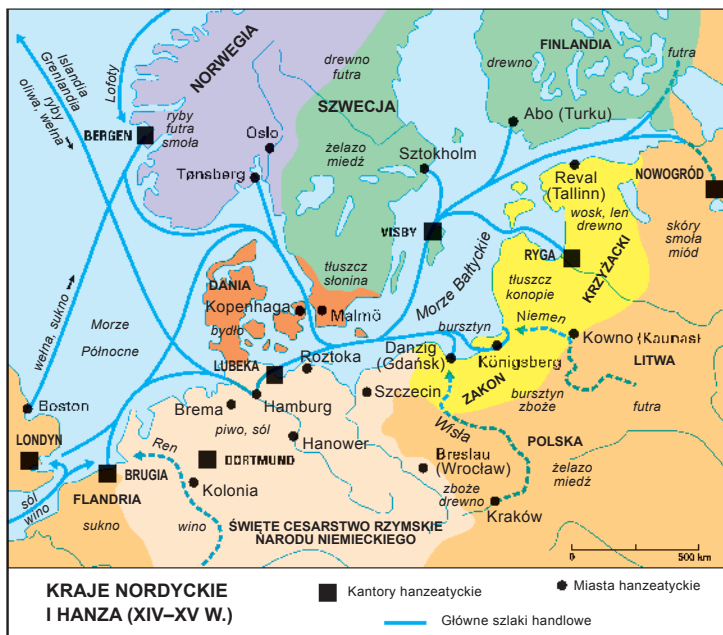 Islandia
Grenlandia
ryby
oliwa, wełna
Lofoty
NORWEGIA
BERGEN
ryby
futra
smoła
Oslo
Tønsberg
drewno
futra
SZWECJA
żelazo
miedź
Sztokholm
FINLANDIA
drewno
futra
Abo (Turku)
Reval
(Tallinn)
NOWOGRÓD
wosk, len
drewno
skóry
smoła
miód
VISBY
RYGA
KRZYŻACKI
tłuszcz
konopie
Morze Bałtyckie
tłuszcz
słonina
DANIA
Kopenhaga
bydło
Malmö
bursztyn
Niemen
Kowno (Kaunas)
LITWA
wełna, sukno
Morze
Północne
Roztoka
LUBEKA
Danzig
(Gdańsk)
Königsberg
ZAKON
bursztyn
zboże
futra
Boston
Brema
Hamburg
Szczecin
piwo, sól
Hanower
Ren
Wisła
POLSKA
LONDYN
BRUGIA
DORTMUND
Breslau
(Wrocław)
żelazo
miedź
sól
wino
FLANDRIA
Kolonia
zboże
drewno
Kraków
sukno
wino
ŚWIĘTE CESARSTWO RZYMSKIE
NARODU NIEMIECKIEGO
0
500 km
KRAJE NORDYCKIE
I HANZA (XIV–XV W.)
Kantory hanzeatyckie
Miasta hanzeatyckie
Główne szlaki handlowe